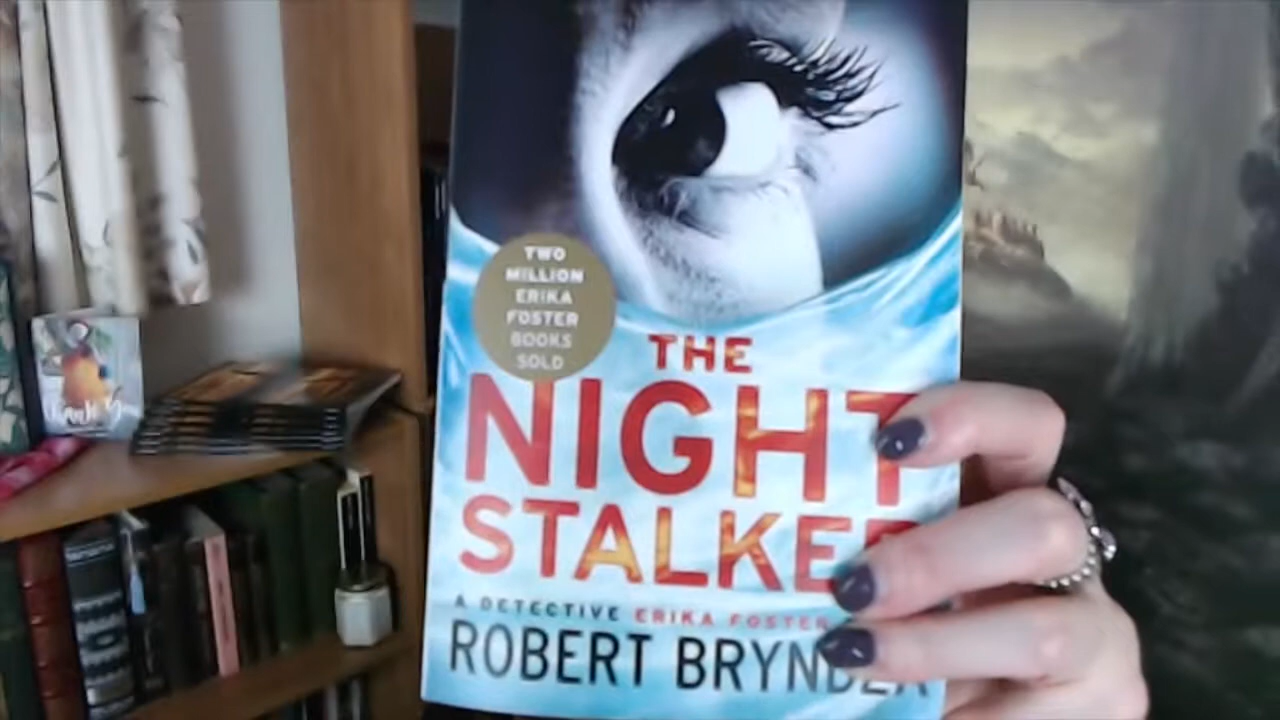 TWO
MILLION
ERIKA
FOSTER
BOOKS
SOLD
THE
NIGHT
STALKER
A DETECTIVE ERIKA FOSTER
ROBERT BRYNDZA